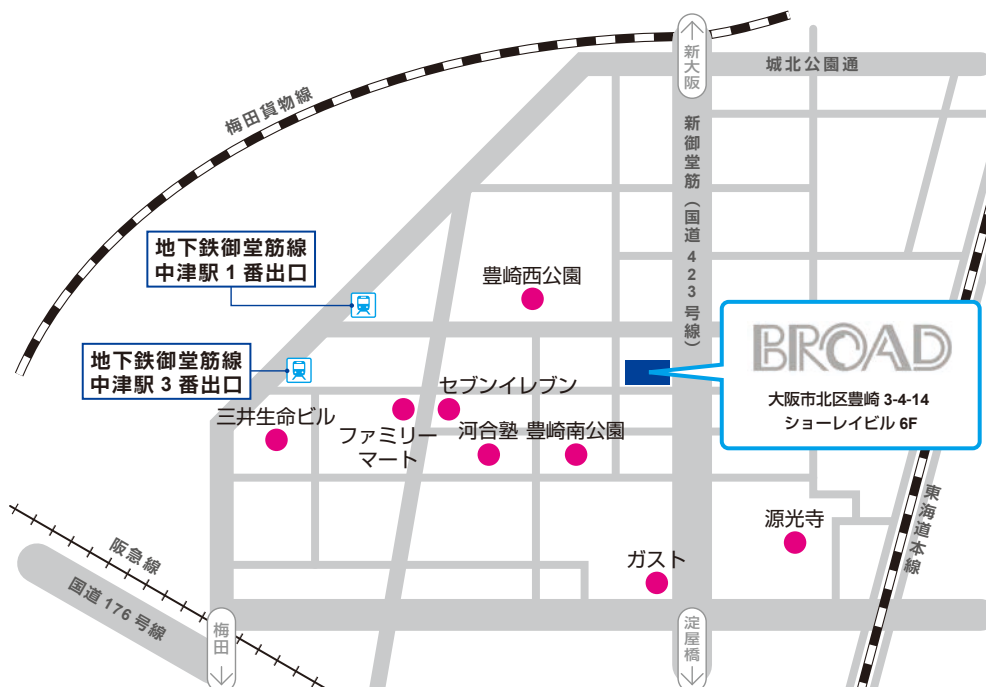 新大阪
城北公園通
梅田貨物線
新御堂筋（国道423号線）
地下鉄御堂筋線
中津駅 1 番出口
豊崎西公園
地下鉄御堂筋線
中津駅 3 番出口
BROAD
大阪市北区豊崎 3-4-14
ショーレイビル 6F
セブンイレブン
三井生命ビル
ファミリー
マート
河合塾
豊崎南公園
東海道本線
源光寺
阪急線
ガスト
国道 176 号線
梅田
淀屋橋